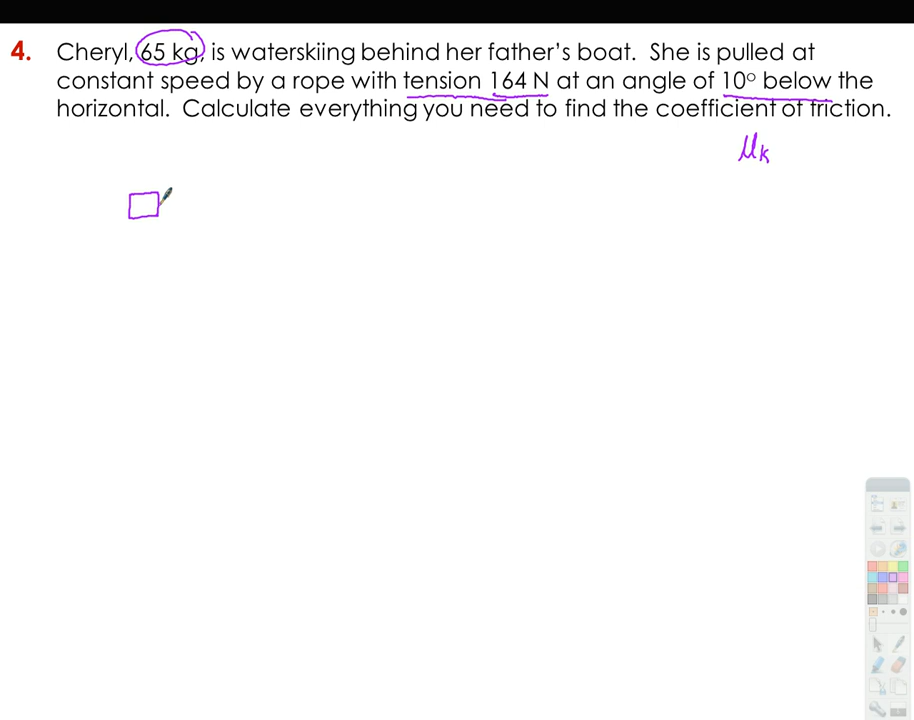 4. Cheryl, 65 kg, is waterskiing behind her father's boat. She is pulled at
constant speed by a rope with tension 164 N at an angle of 10° below the
horizontal. Calculate everything you need to find the coefficient of friction.
μk